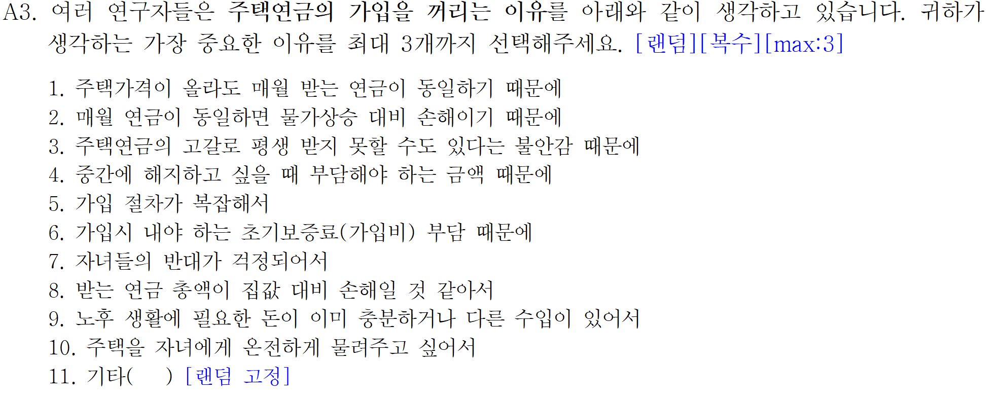 A3. 여러 연구자들은 주택연금의 가입을 꺼리는 이유를 아래와 같이 생각하고 있습니다. 귀하가
생각하는 가장 중요한 이유를 최대 3개까지 선택해주세요. [랜덤][복수][max:3]
1. 주택가격이 올라도 매월 받는 연금이 동일하기 때문에
2. 매월 연금이 동일하면 물가상승 대비 손해이기 때문에
3. 주택연금의 고갈로 평생 받지 못할 수도 있다는 불안감 때문에
4. 중간에 해지하고 싶을 때 부담해야 하는 금액 때문에
5. 가입 절차가 복잡해서
6. 가입시 내야 하는 초기보증료(가입비) 부담 때문에
7. 자녀들의 반대가 걱정되어서
8. 받는 연금 총액이 집값 대비 손해일 것 같아서
9. 노후 생활에 필요한 돈이 이미 충분하거나 다른 수입이 있어서
10. 주택을 자녀에게 온전하게 물려주고 싶어서
11. 기타(   ) [랜덤 고정]